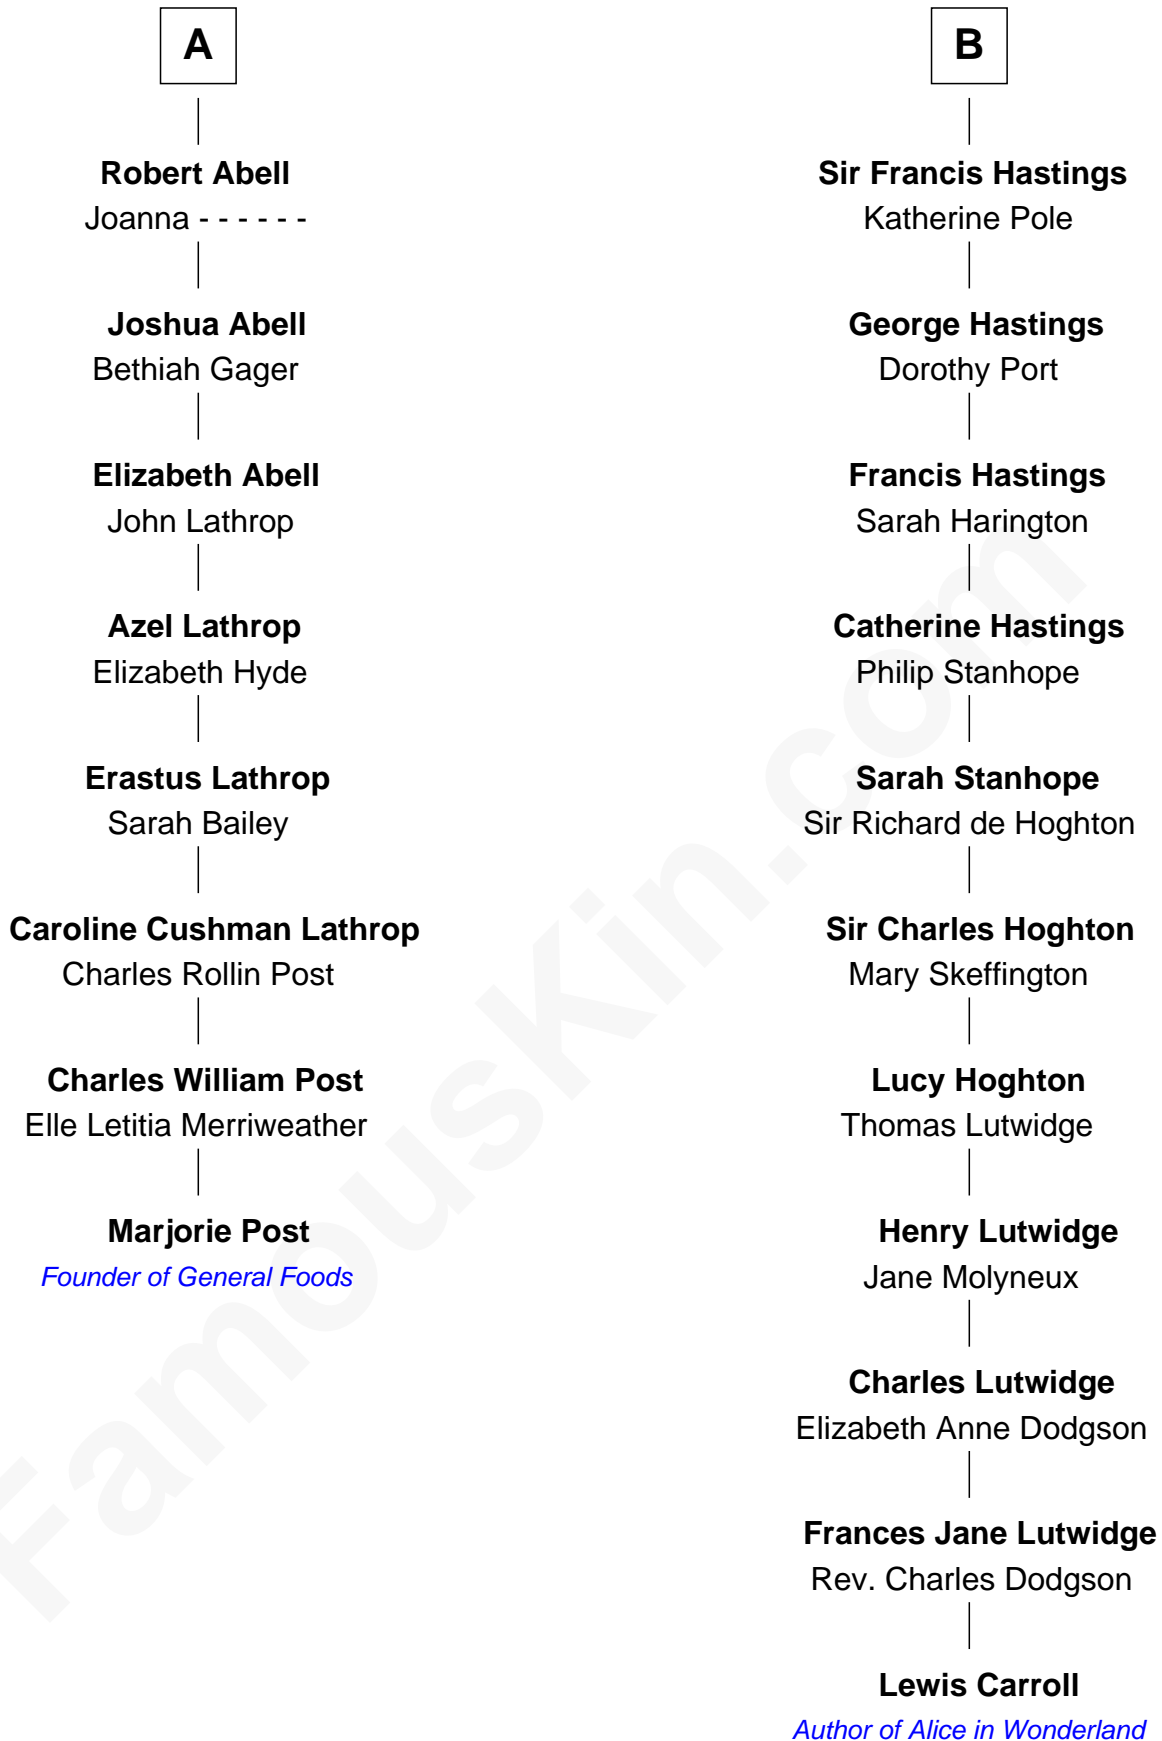 A
Robert Abell
Joanna - - - - - -
Joshua Abell
Bethiah Gager
Elizabeth Abell
John Lathrop
Azel Lathrop
Elizabeth Hyde
Erastus Lathrop
Sarah Bailey
Caroline Cushman Lathrop
Charles Rollin Post
Charles William Post
Elle Letitia Merriweather
Marjorie Post
Founder of General Foods
B
Sir Francis Hastings
Katherine Pole
George Hastings
Dorothy Port
Francis Hastings
Sarah Harington
Catherine Hastings
Philip Stanhope
Sarah Stanhope
Sir Richard de Hoghton
Sir Charles Hoghton
Mary Skeffington
Lucy Hoghton
Thomas Lutwidge
Henry Lutwidge
Jane Molyneux
Charles Lutwidge
Elizabeth Anne Dodgson
Frances Jane Lutwidge
Rev. Charles Dodgson
Lewis Carroll
Author of Alice in Wonderland
FamousKin.com